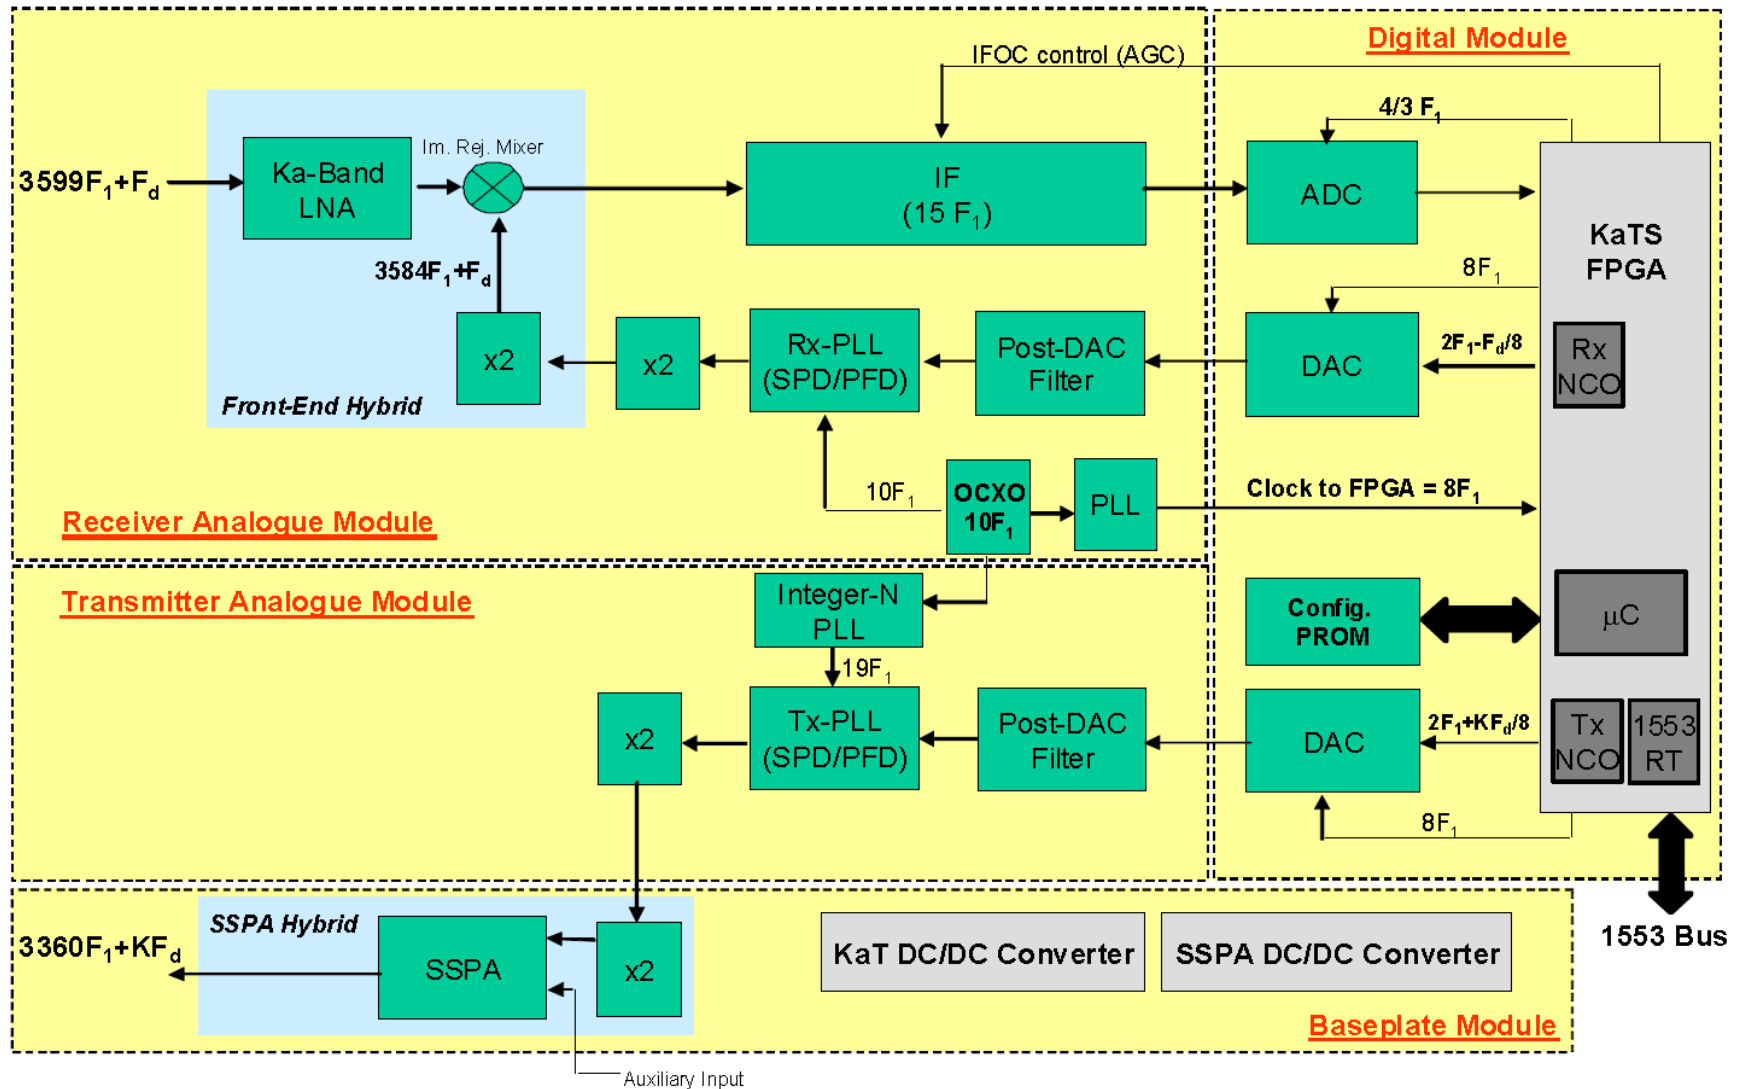 IFOC control (AGC)
Digital Module
4/3 F1
Im. Rej. Mixer
3599F1+Fd
Ka-Band
LNA
IF
(15 F1)
ADC
KaTS
FPGA
3584F1+Fd
8F1
x2
x2
Rx-PLL
(SPD/PFD)
Post-DAC
Filter
DAC
2F1-Fd/8
Rx
NCO
Front-End Hybrid
10F1
OCXO
10F1
PLL
Clock to FPGA = 8F1
Receiver Analogue Module
Transmitter Analogue Module
Integer-N
PLL
19F1
Config.
PROM
μC
x2
Tx-PLL
(SPD/PFD)
Post-DAC
Filter
DAC
2F1+KFd/8
Tx
NCO
1553
RT
8F1
SSPA Hybrid
3360F1+KFd
SSPA
x2
KaT DC/DC Converter
SSPA DC/DC Converter
1553 Bus
Baseplate Module
Auxiliary Input